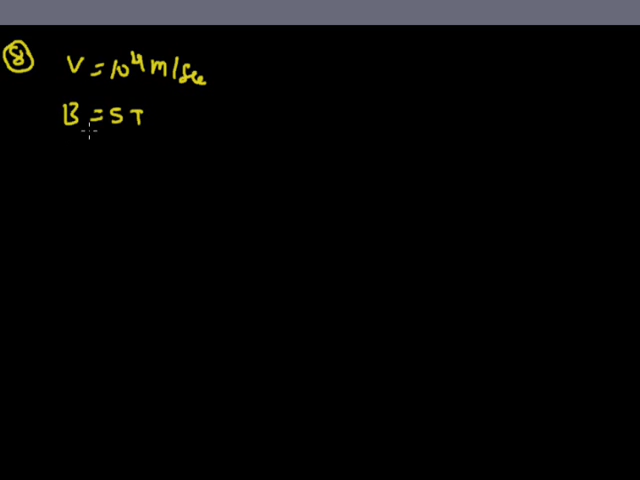 8 V = 10⁴ m/sec
B = 5 T